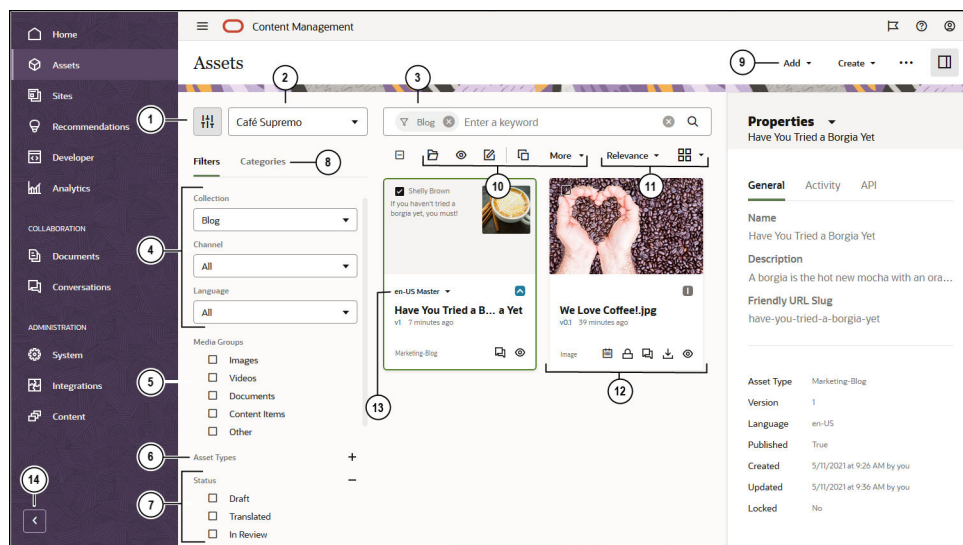 Home
Assets
Sites
Recommendations
Developer
Analytics
COLLABORATION
Documents
Conversations
ADMINISTRATION
System
Integrations
Content
14
Content Management
Assets
9
Add
Create
1
2
3
Café Supremo
Blog
Enter a keyword
Filters
Categories
8
More
Relevance
10
11
4
Collection
Blog
Channel
All
Language
All
5
Media Groups
Images
Videos
Documents
Content Items
Other
6
Asset Types
7
Status
Draft
Translated
In Review
Shelly Brown
If you haven't tried a
borgia yet, you must!
en-US Master
Have You Tried a B... a Yet
v1 7 minutes ago
Marketing-Blog
13
We Love Coffee!.jpg
v0.1 39 minutes ago
Image
12
Properties
Have You Tried a Borgia Yet
General Activity API
Name
Have You Tried a Borgia Yet
Description
A borgia is the hot new mocha with an ora...
Friendly URL Slug
have-you-tried-a-borgia-yet
Asset Type Marketing-Blog
Version 1
Language en-US
Published True
Created 5/11/2021 at 9:26 AM by you
Updated 5/11/2021 at 9:36 AM by you
Locked No